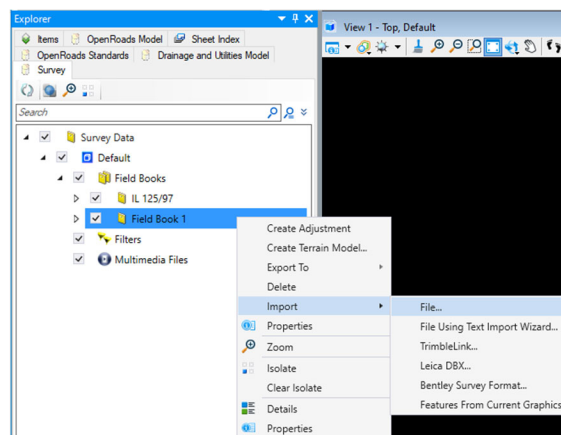 Explorer
View 1 - Top, Default
Items
OpenRoads Model
Sheet Index
OpenRoads Standards
Drainage and Utilities Model
Survey
Search
Survey Data
Default
Field Books
IL 125/97
Field Book 1
Filters
Multimedia Files
Create Adjustment
Create Terrain Model...
Export To
Delete
Import
Properties
Zoom
Isolate
Clear Isolate
Details
Properties
File...
File Using Text Import Wizard...
TrimbleLink...
Leica DBX...
Bentley Survey Format...
Features From Current Graphics